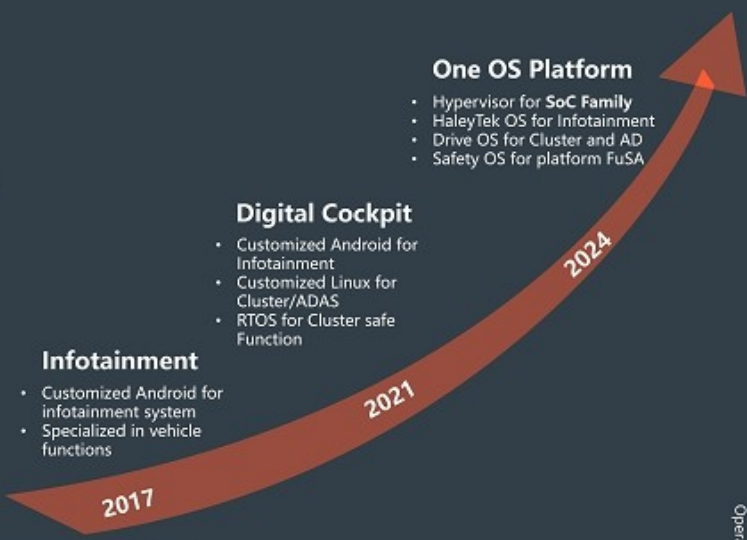 One OS Platform
• Hypervisor for SoC Family
• HaleyTek OS for Infotainment
• Drive OS for Cluster and AD
• Safety OS for platform FuSA
Digital Cockpit
• Customized Android for
Infotainment
• Customized Linux for
Cluster/ADAS
• RTOS for Cluster safe
Function
Infotainment
• Customized Android for
infotainment system
• Specialized in vehicle
functions
2017
2021
2024
Opera